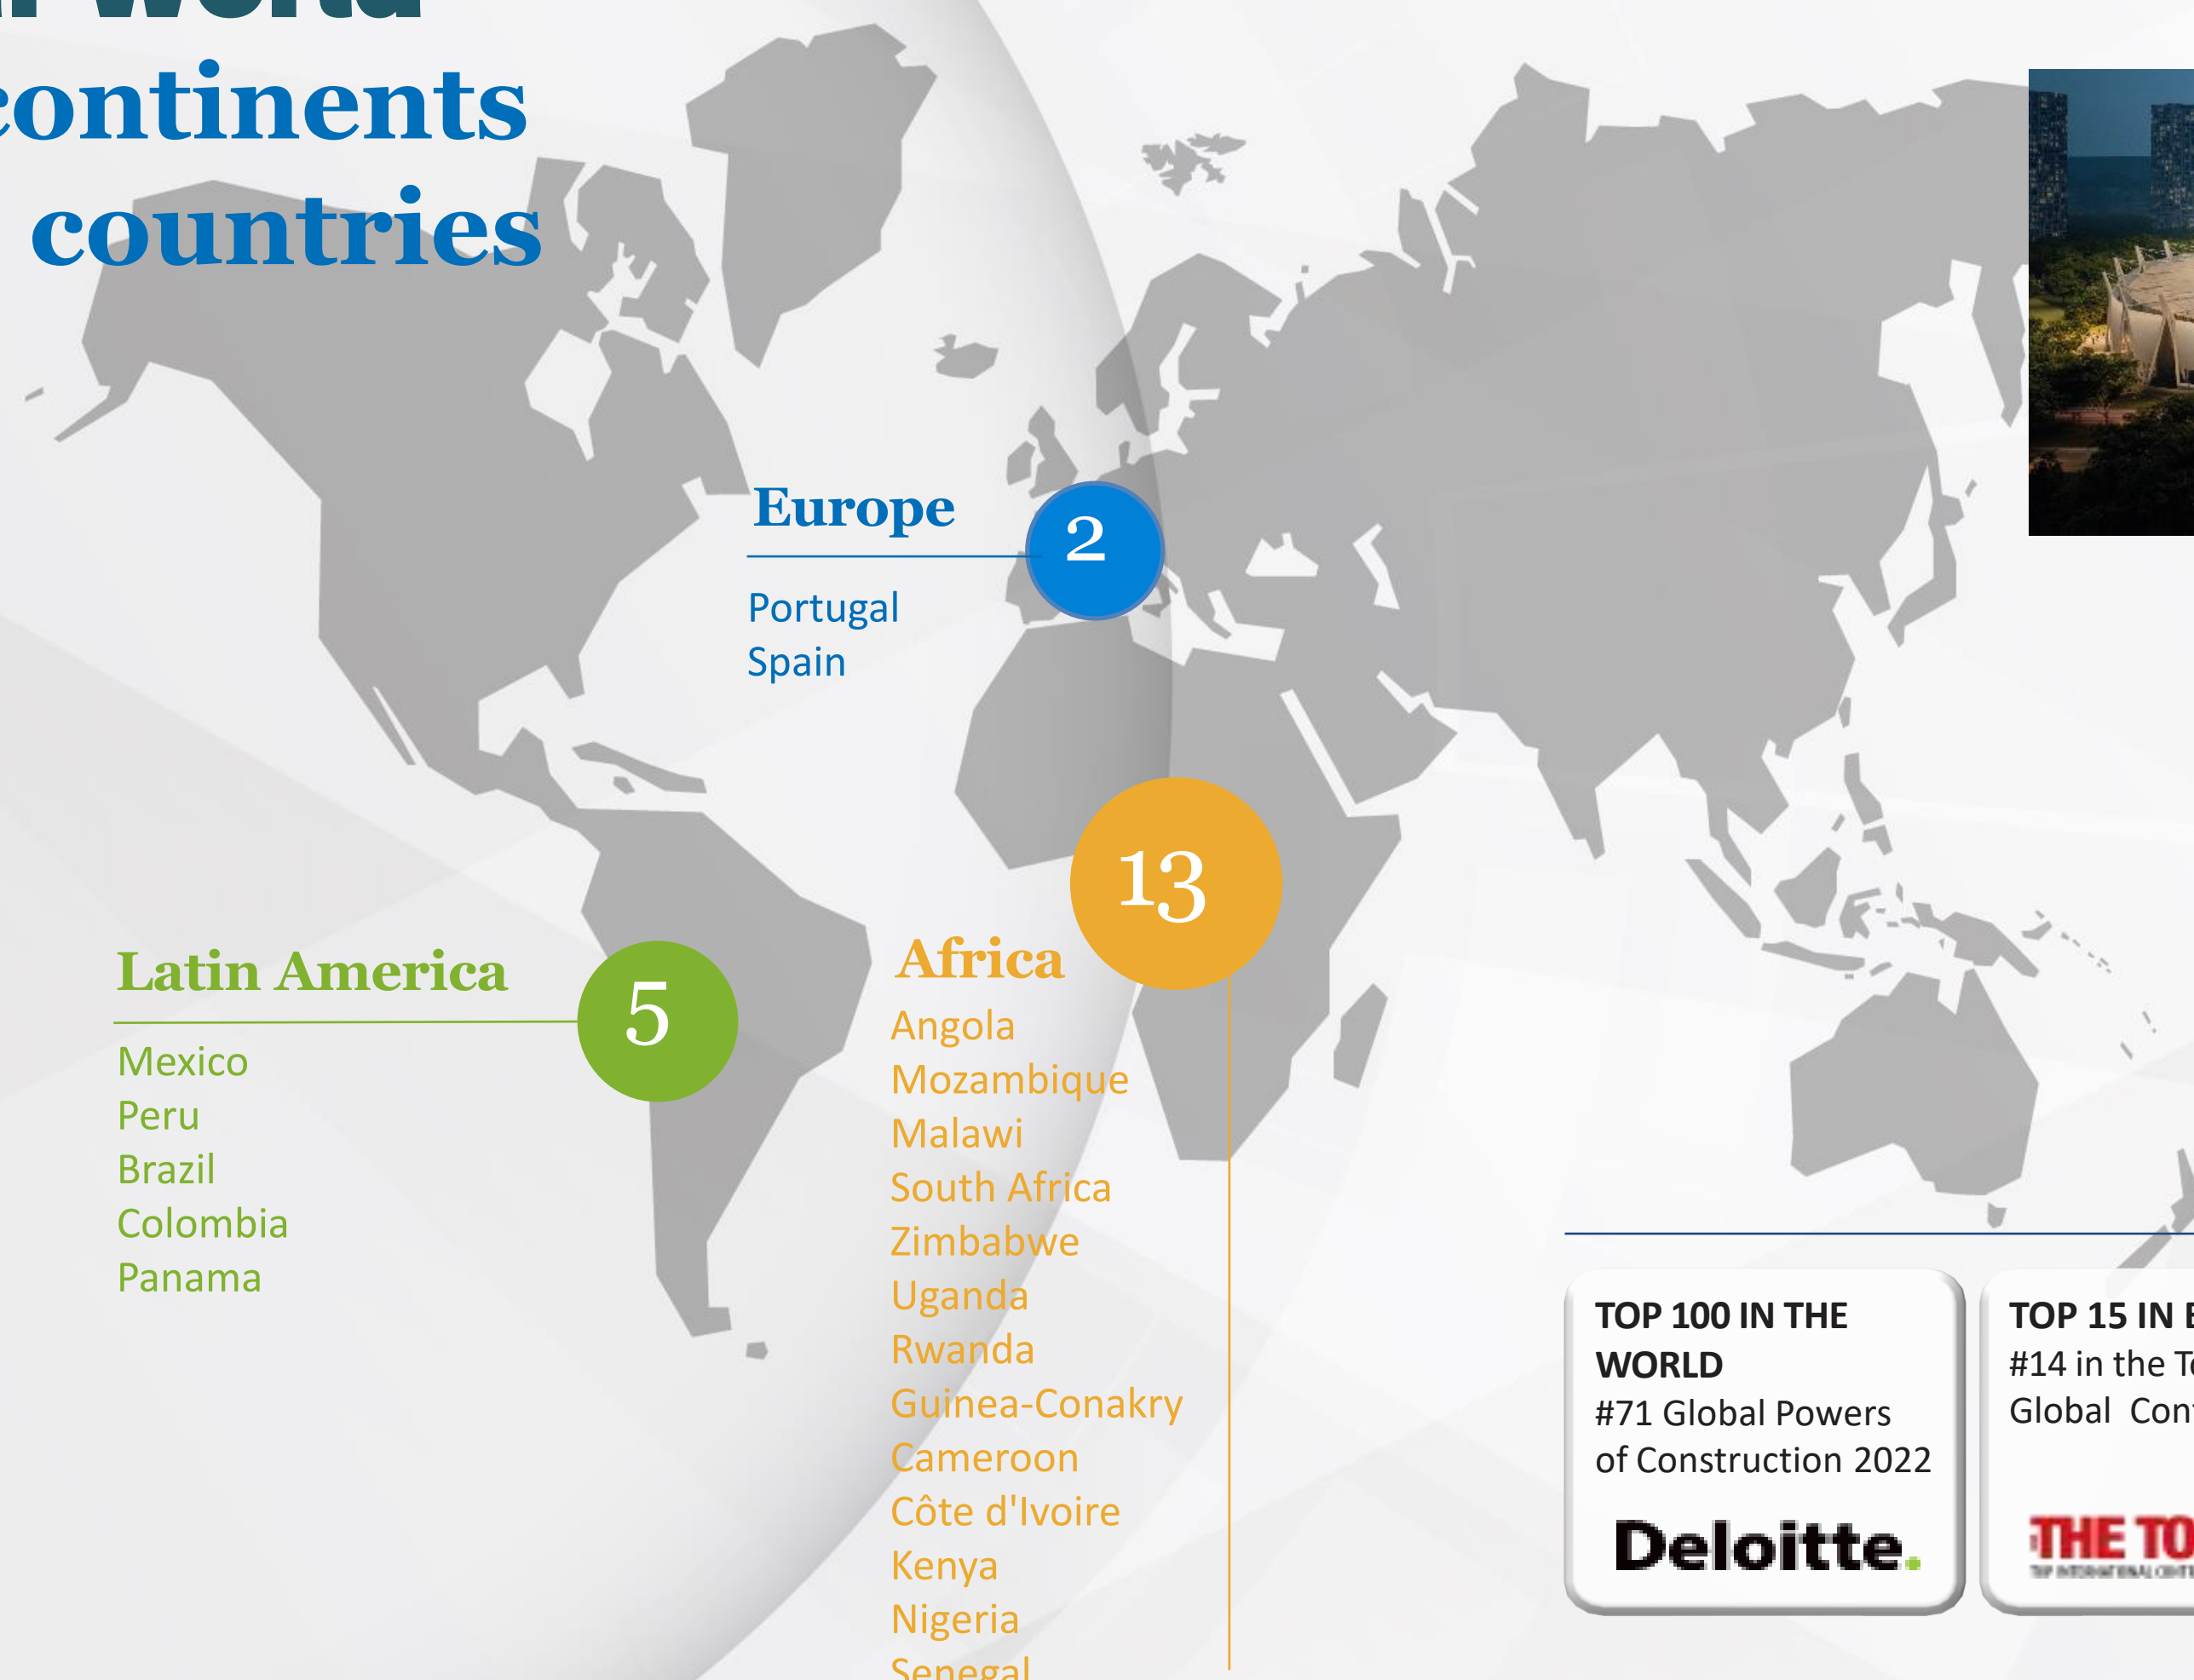 World
continents
countries
Europe
2
Portugal
Spain
13
Latin America
5
Mexico
Peru
Brazil
Colombia
Panama
Africa
Angola
Mozambique
Malawi
South Africa
Zimbabwe
Uganda
Rwanda
Guinea-Conakry
Cameroon
Côte d'Ivoire
Kenya
Nigeria
Senegal
TOP 100 IN THE
WORLD
#71 Global Powers
of Construction 2022
Deloitte.
TOP 15 IN
#14 in the
Global
THE